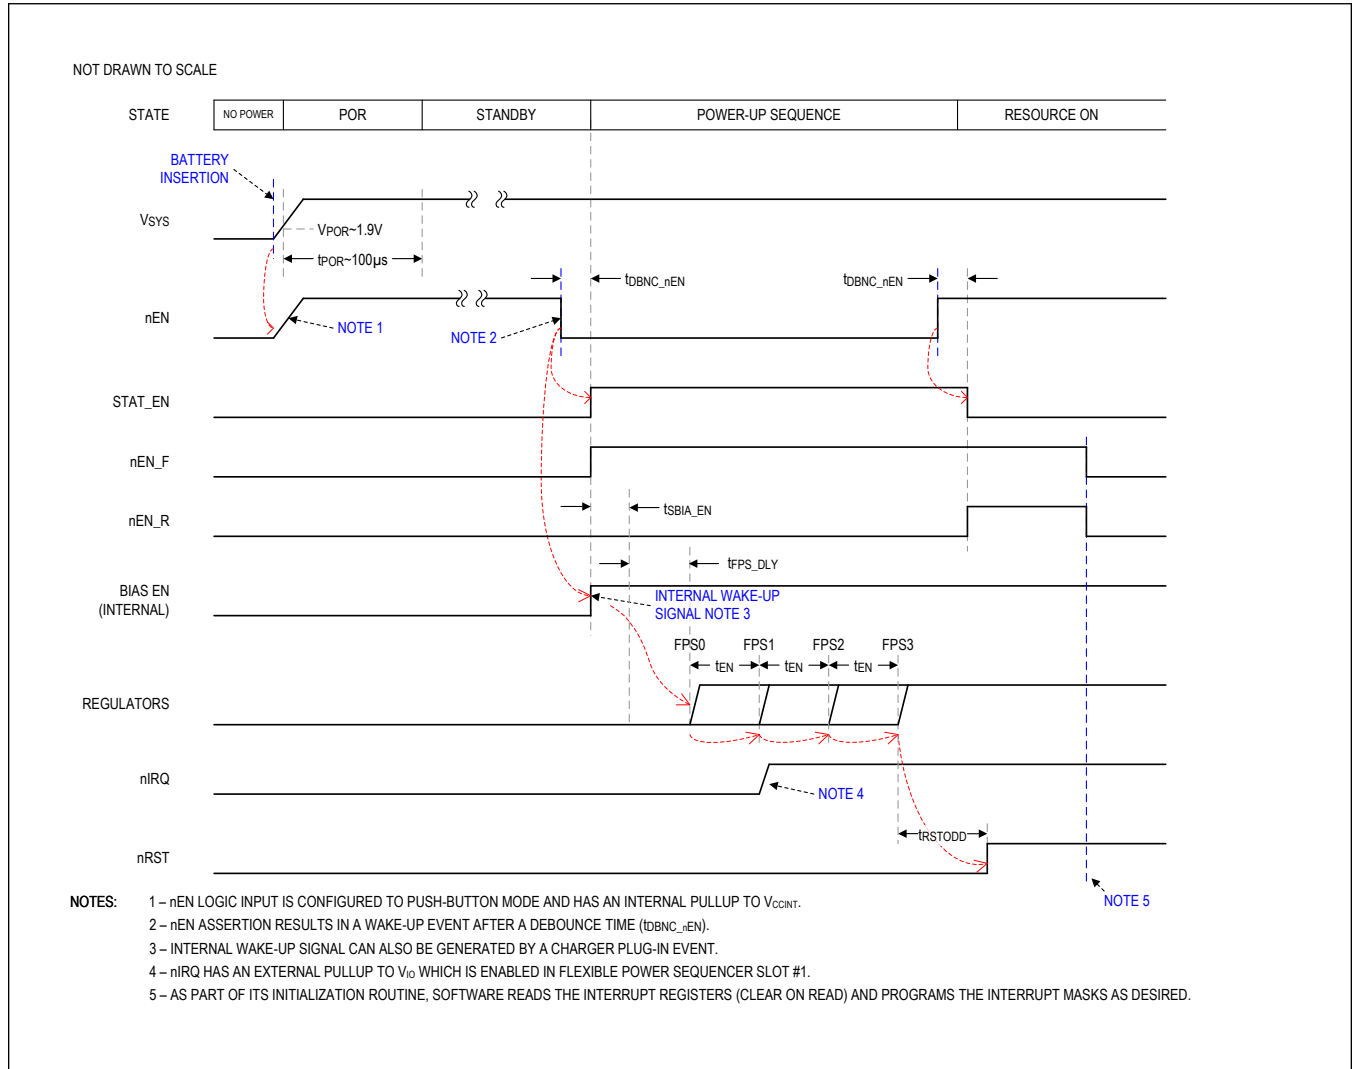 NOT DRAWN TO SCALE
STATE NO POWER POR STANDBY POWER-UP SEQUENCE RESOURCE ON
BATTERY
INSERTION
VSYS
VPOR~1.9V
tPOR~100µs
tDBNC_nEN tDBNC_nEN
nEN
NOTE 1
NOTE 2
STAT_EN
nEN_F
nEN_R
tSBIA_EN
tFPS_DLY
BIAS EN
(INTERNAL)
INTERNAL WAKE-UP
SIGNAL NOTE 3
FPS0 FPS1 FPS2 FPS3
tEN tEN tEN
REGULATORS
nIRQ
NOTE 4
tRSTODD
nRST
NOTE 5
NOTES: 1 – nEN LOGIC INPUT IS CONFIGURED TO PUSH-BUTTON MODE AND HAS AN INTERNAL PULLUP TO VCCINT.
2 – nEN ASSERTION RESULTS IN A WAKE-UP EVENT AFTER A DEBOUNCE TIME (tDBNC_nEN).
3 – INTERNAL WAKE-UP SIGNAL CAN ALSO BE GENERATED BY A CHARGER PLUG-IN EVENT.
4 – nIRQ HAS AN EXTERNAL PULLUP TO VIO WHICH IS ENABLED IN FLEXIBLE POWER SEQUENCER SLOT #1.
5 – AS PART OF ITS INITIALIZATION ROUTINE, SOFTWARE READS THE INTERRUPT REGISTERS (CLEAR ON READ) AND PROGRAMS THE INTERRUPT MASKS AS DESIRED.